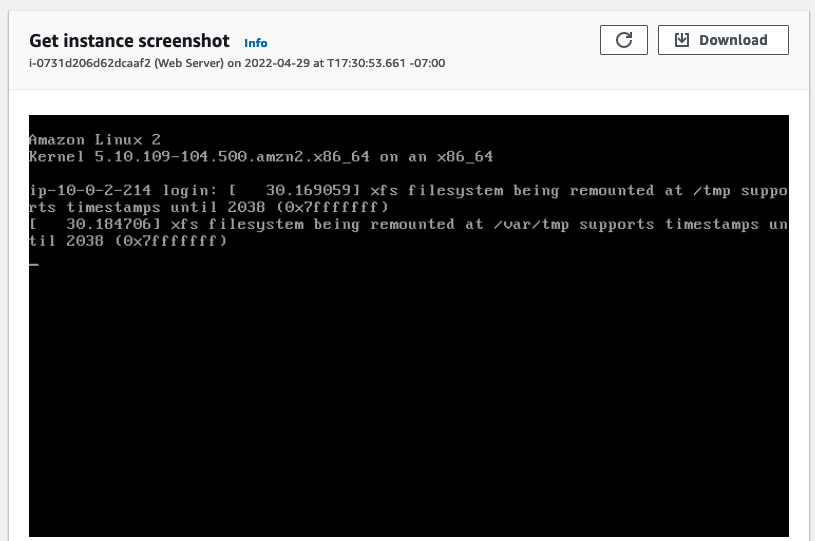 Get instance screenshot Info
Download
i-0731d206d62dcaaf2 (Web Server) on 2022-04-29 at T17:30:53.661 -07:00
Amazon Linux 2
Kernel 5.10.109-104.500.amzn2.x86_64 on an x86_64
ip-10-0-2-214 login: [   30.169059] xfs filesystem being remounted at /tmp suppo
rts timestamps until 2038 (0x7fffffff)
[   30.184706] xfs filesystem being remounted at /var/tmp supports timestamps un
til 2038 (0x7fffffff)